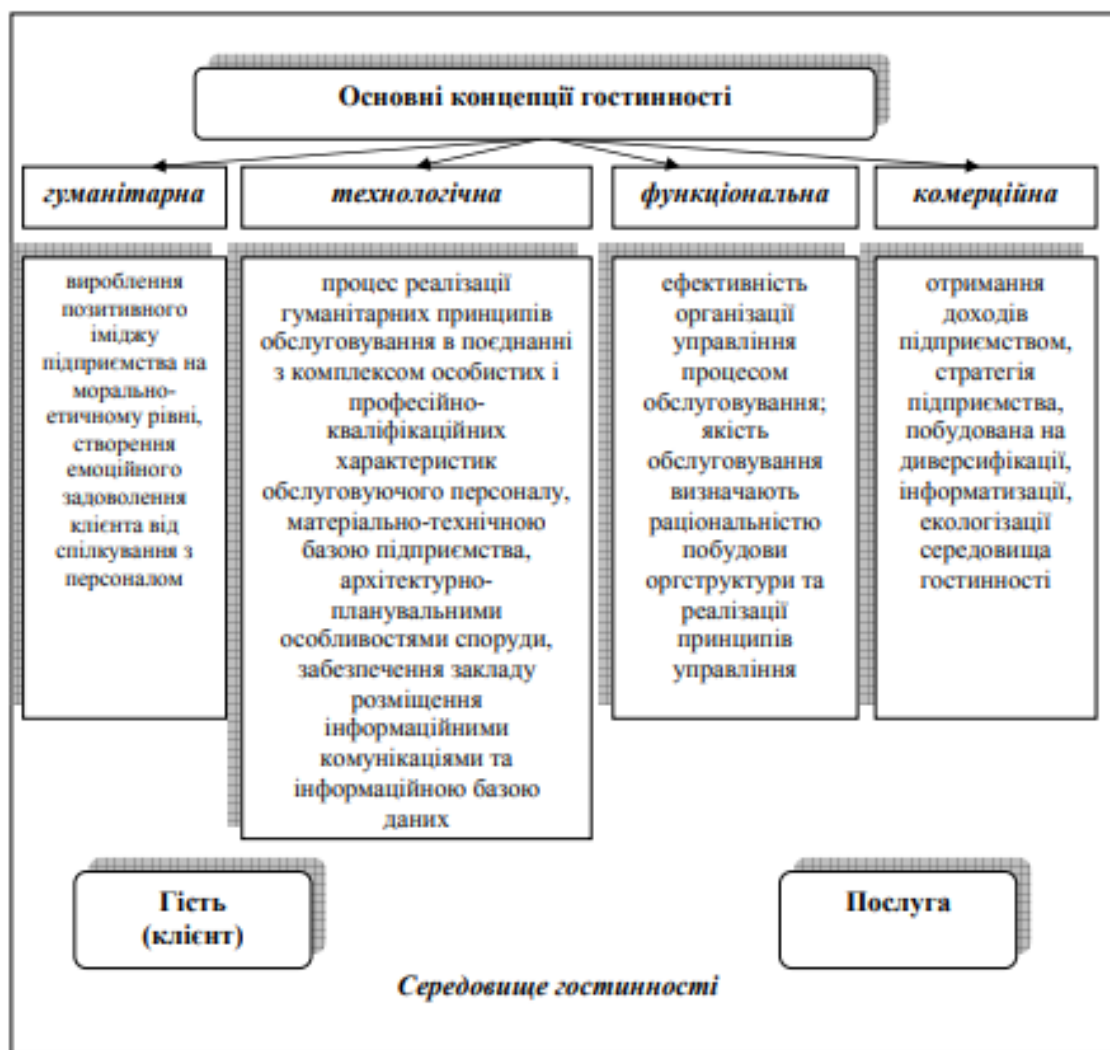 Основні концепції гостинності
гуманітарна
технологічна
функціональна
комерційна
вироблення
позитивного
іміджу
підприємства на
морально-
етичному рівні,
створення
емоційного
задоволення
клієнта від
спілкування з
персоналом
процес реалізації
гуманітарних принципів
обслуговування в поєднанні
з комплексом особистих і
професійно-
кваліфікаційних
характеристик
обслуговуючого персоналу,
матеріально-технічною
базою підприємства,
архітектурно-
планувальними
особливостями споруди,
забезпечення закладу
розміщення
інформаційними
комунікаціями та
інформаційною базою
даних
ефективність
організації
управління
процесом
обслуговування;
якість
обслуговування
визначають
раціональністю
побудови
оргструктури та
реалізації
принципів
управління
отримання
доходів
підприємством,
стратегія
підприємства,
побудована на
диверсифікації,
інформатизації,
екологізації
середовища
гостинності
Гість
(клієнт)
Послуга
Середовище гостинності